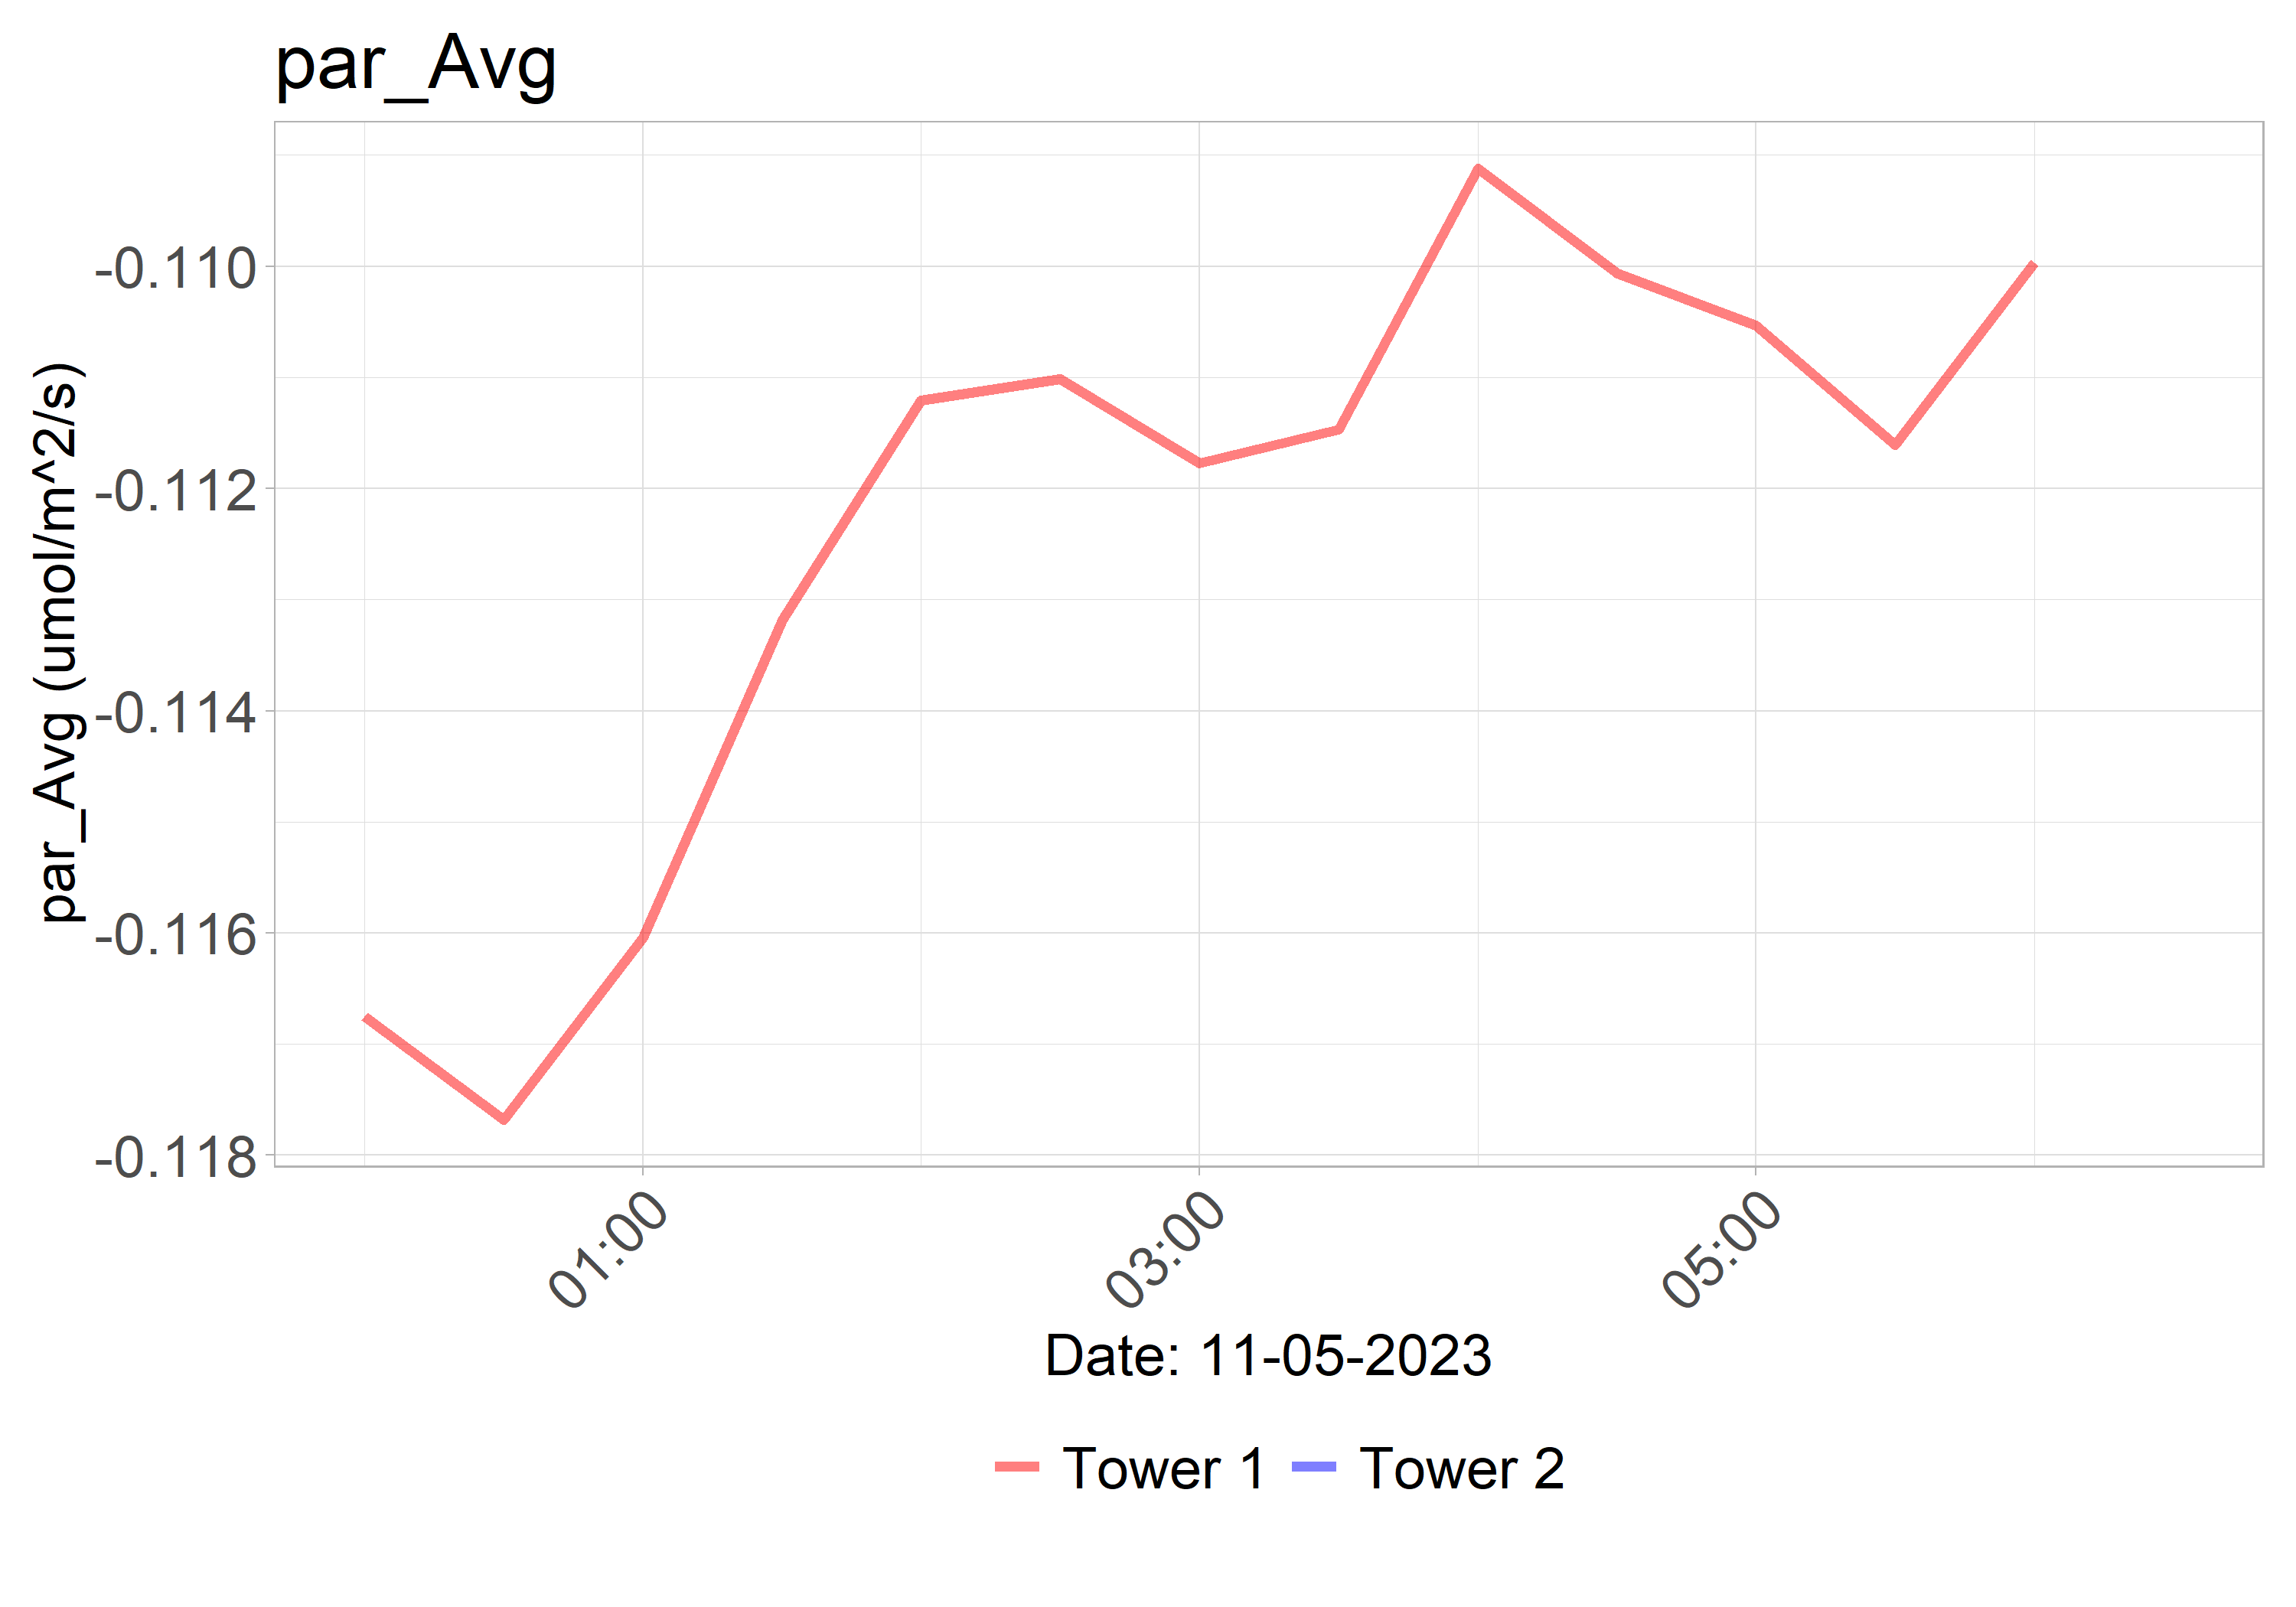 par_Avg
par_Avg (umol/m^2/s)
-0.110
-0.112
-0.114
-0.116
-0.118
01:00
03:00
05:00
Date: 11-05-2023
Tower 1
Tower 2